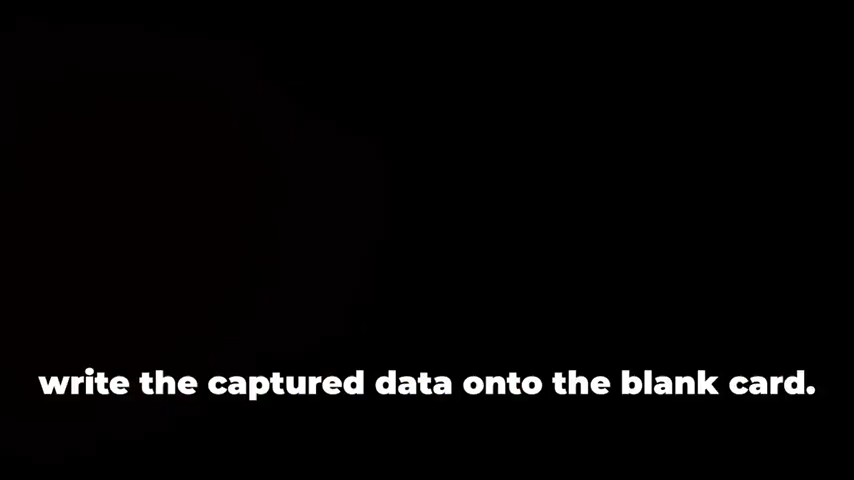 write the captured data onto the blank card.